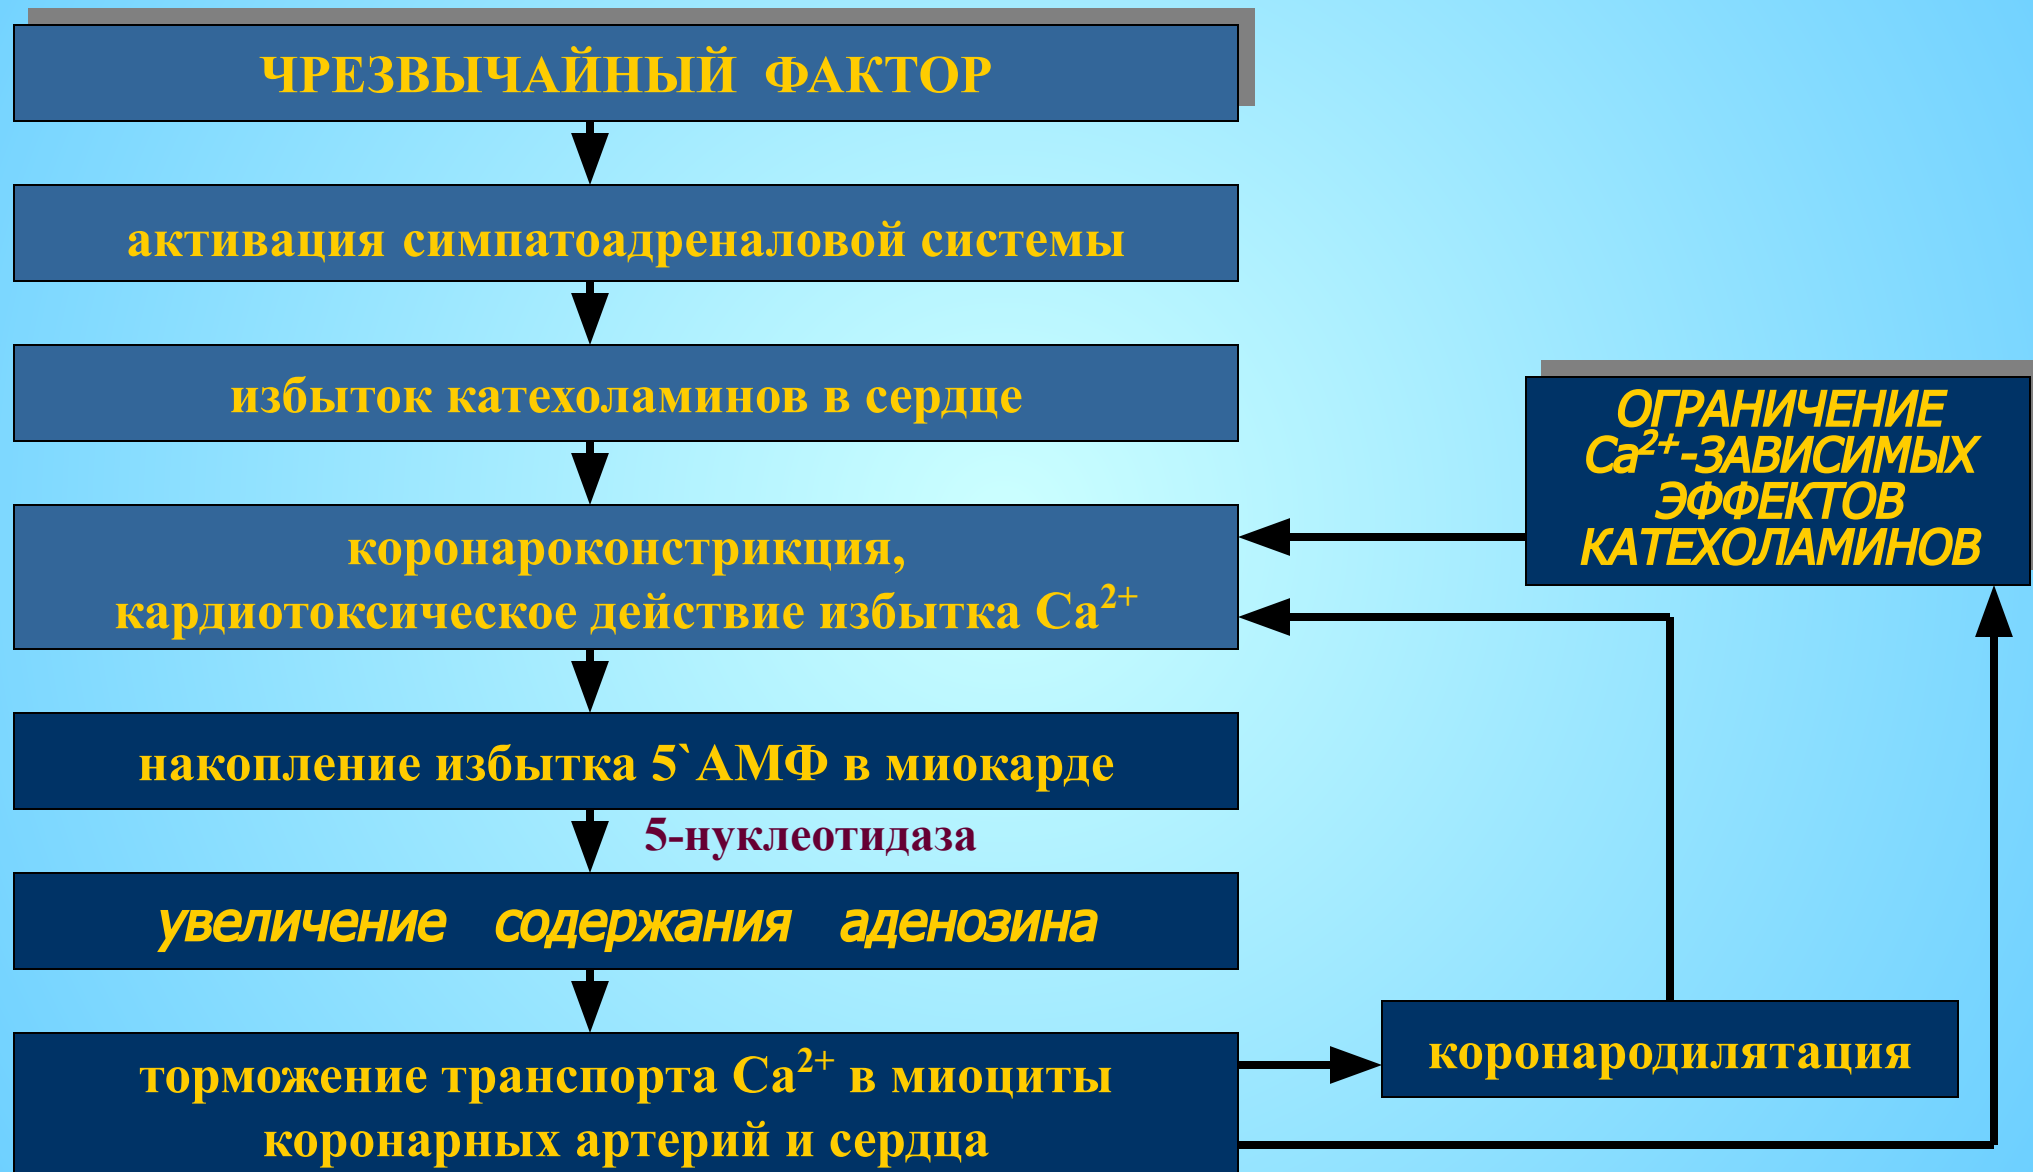 ЧРЕЗВЫЧАЙНЫЙ ФАКТОР
активация симпатоадреналовой системы
избыток катехоламинов в сердце
коронароконстрикция,
кардиотоксическое действие избытка Ca²⁺
накопление избытка 5`АМФ в миокарде
5-нуклеотидаза
увеличение содержания аденозина
торможение транспорта Ca²⁺ в миоциты
коронарных артерий и сердца
ОГРАНИЧЕНИЕ
Ca²⁺-ЗАВИСИМЫХ
ЭФФЕКТОВ
КАТЕХОЛАМИНОВ
коронародилятация